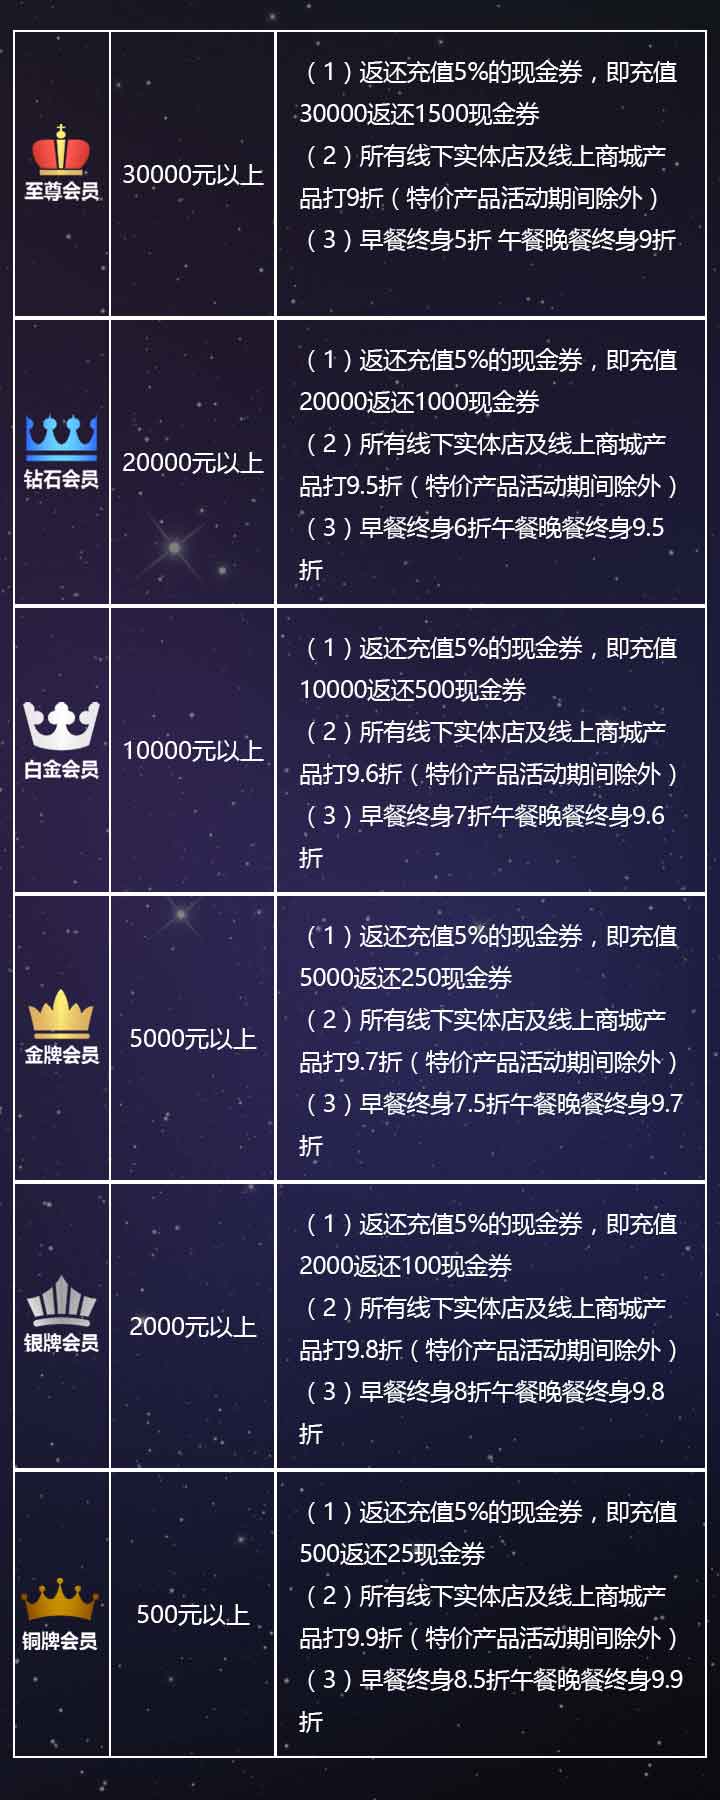 至尊会员
30000元以上
（1）返还充值5%的现金券，即充值
30000返还1500现金券
（2）所有线下实体店及线上商城产
品打9折（特价产品活动期间除外）
（3）早餐终身5折 午餐晚餐终身9折
钻石会员
20000元以上
（1）返还充值5%的现金券，即充值
20000返还1000现金券
（2）所有线下实体店及线上商城产
品打9.5折（特价产品活动期间除外）
（3）早餐终身6折午餐晚餐终身9.5
折
白金会员
10000元以上
（1）返还充值5%的现金券，即充值
10000返还500现金券
（2）所有线下实体店及线上商城产
品打9.6折（特价产品活动期间除外）
（3）早餐终身7折午餐晚餐终身9.6
折
金牌会员
5000元以上
（1）返还充值5%的现金券，即充值
5000返还250现金券
（2）所有线下实体店及线上商城产
品打9.7折（特价产品活动期间除外）
（3）早餐终身7.5折午餐晚餐终身9.7
折
银牌会员
2000元以上
（1）返还充值5%的现金券，即充值
2000返还100现金券
（2）所有线下实体店及线上商城产
品打9.8折（特价产品活动期间除外）
（3）早餐终身8折午餐晚餐终身9.8
折
铜牌会员
500元以上
（1）返还充值5%的现金券，即充值
500返还25现金券
（2）所有线下实体店及线上商城产
品打9.9折（特价产品活动期间除外）
（3）早餐终身8.5折午餐晚餐终身9.9
折